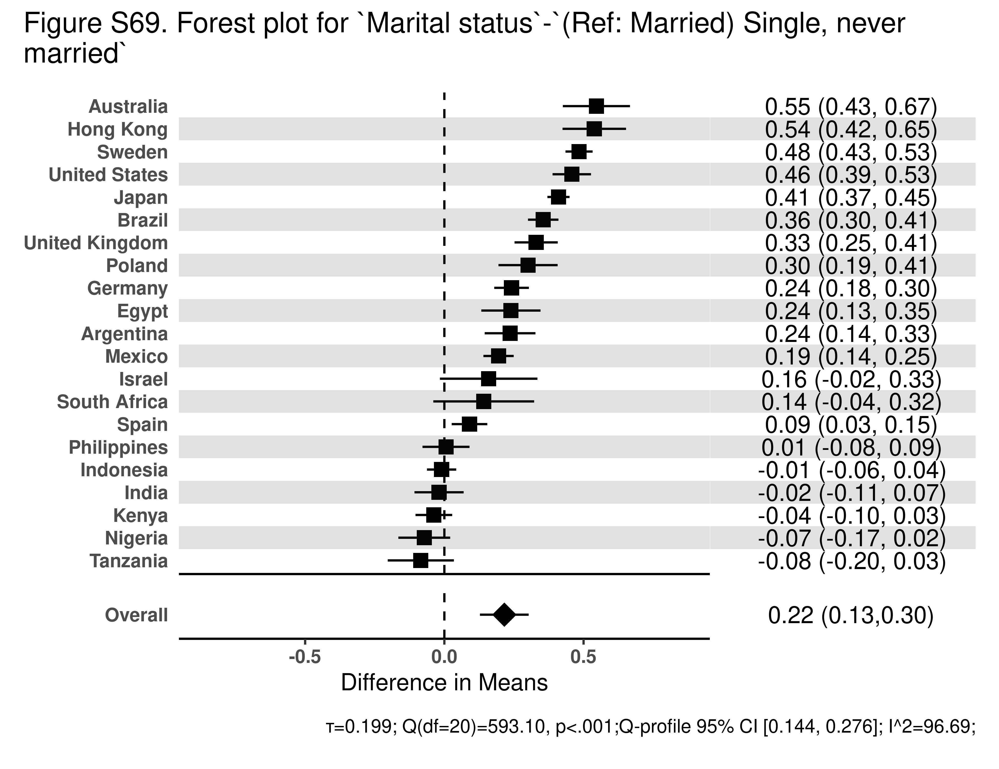 Figure S69. Forest plot for `Marital status`-`(Ref: Married) Single, never
married`
Australia 0.55 (0.43, 0.67)
Hong Kong 0.54 (0.42, 0.65)
Sweden 0.48 (0.43, 0.53)
United States 0.46 (0.39, 0.53)
Japan 0.41 (0.37, 0.45)
Brazil 0.36 (0.30, 0.41)
United Kingdom 0.33 (0.25, 0.41)
Poland 0.30 (0.19, 0.41)
Germany 0.24 (0.18, 0.30)
Egypt 0.24 (0.13, 0.35)
Argentina 0.24 (0.14, 0.33)
Mexico 0.19 (0.14, 0.25)
Israel 0.16 (-0.02, 0.33)
South Africa 0.14 (-0.04, 0.32)
Spain 0.09 (0.03, 0.15)
Philippines 0.01 (-0.08, 0.09)
Indonesia -0.01 (-0.06, 0.04)
India -0.02 (-0.11, 0.07)
Kenya -0.04 (-0.10, 0.03)
Nigeria -0.07 (-0.17, 0.02)
Tanzania -0.08 (-0.20, 0.03)
Overall 0.22 (0.13,0.30)
-0.5 0.0 0.5
Difference in Means
τ=0.199; Q(df=20)=593.10, p<.001;Q-profile 95% CI [0.144, 0.276]; I^2=96.69;